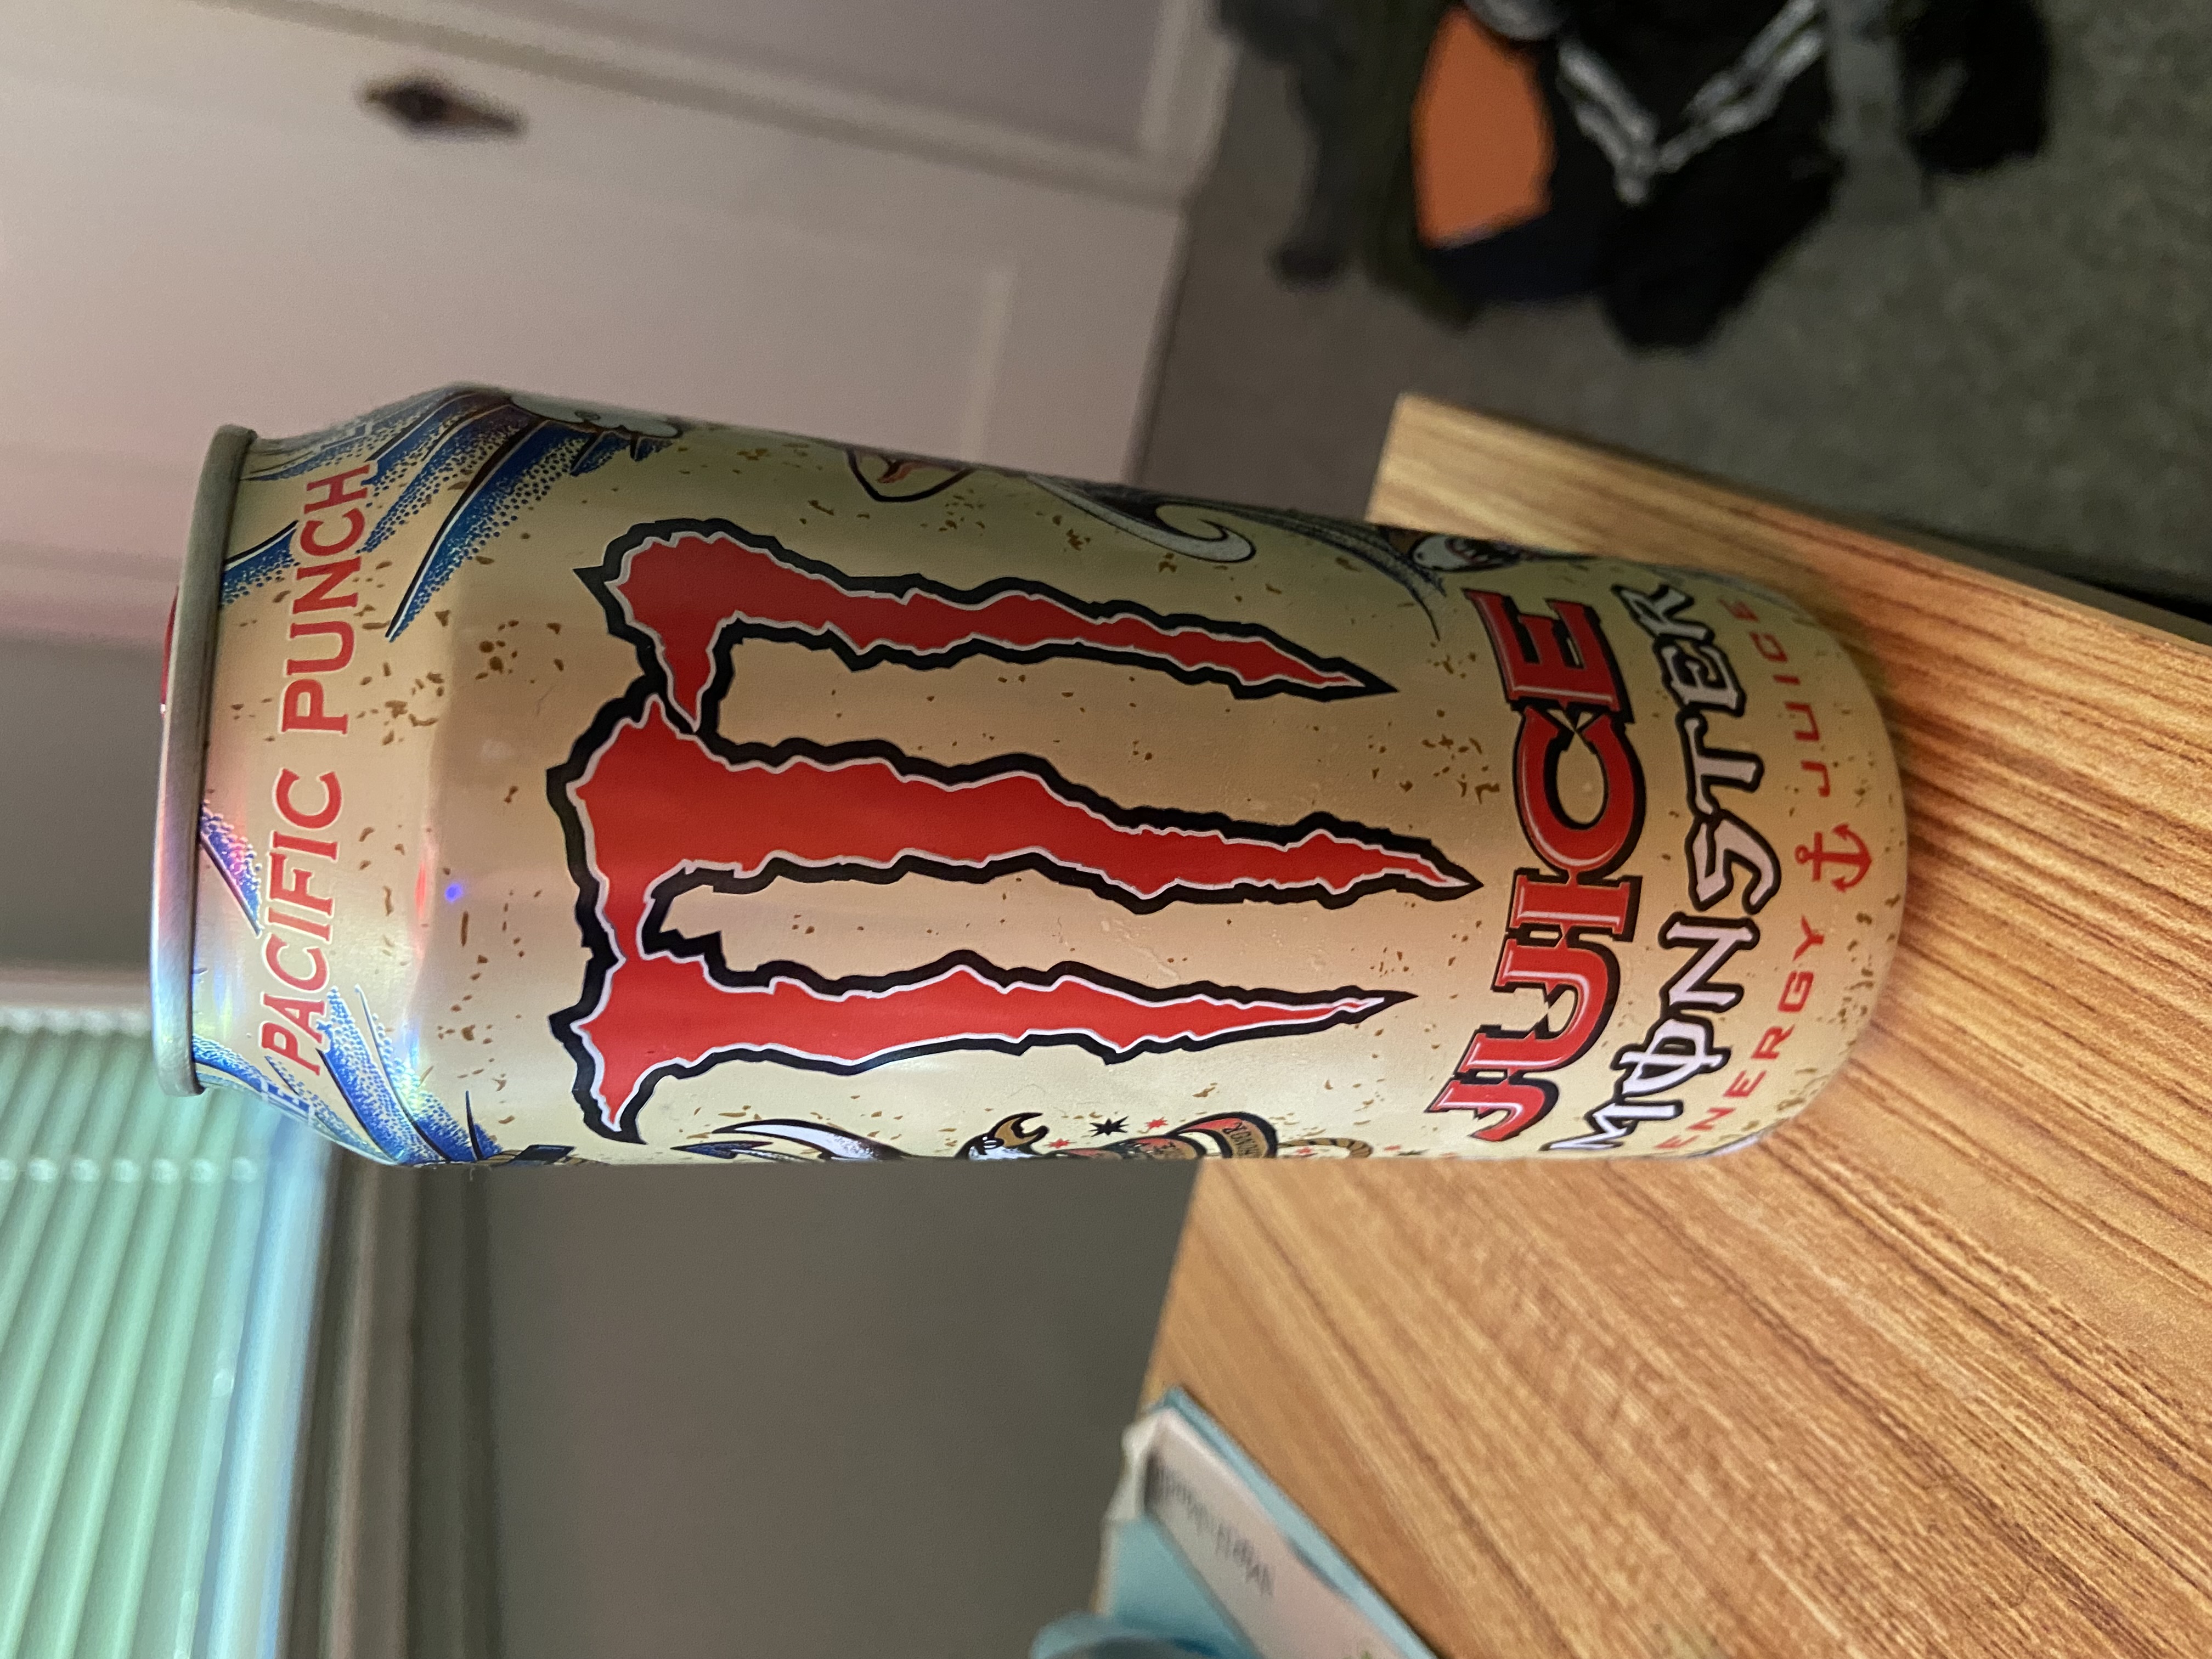 PACIFIC PUNCH
JUICE
MONSTER
ENERGY JUICE